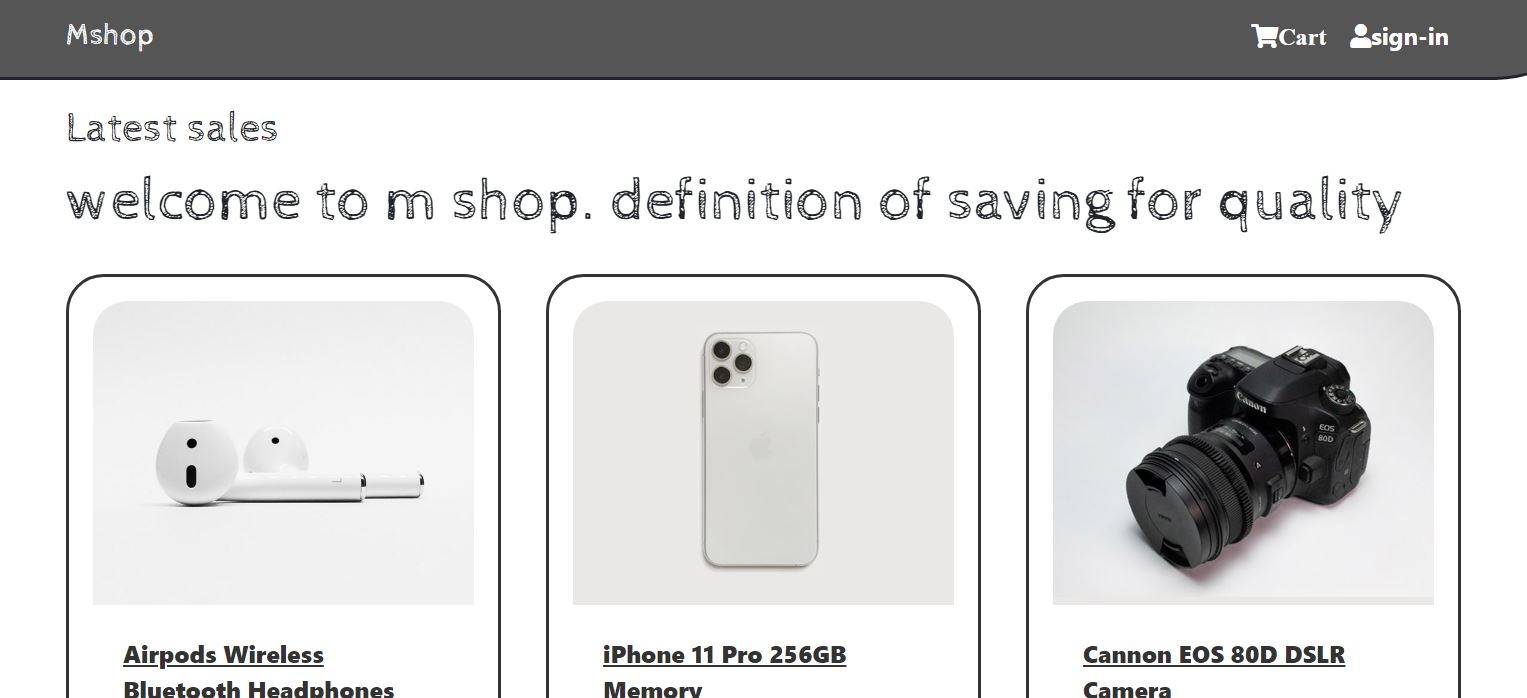 Mshop
Cart sign-in
Latest sales
welcome to m shop. definition of saving for quality
Canon
EOS
80D
Airpods Wireless
Bluetooth Headphones
iPhone 11 Pro 256GB
Memory
Cannon EOS 80D DSLR
Camera